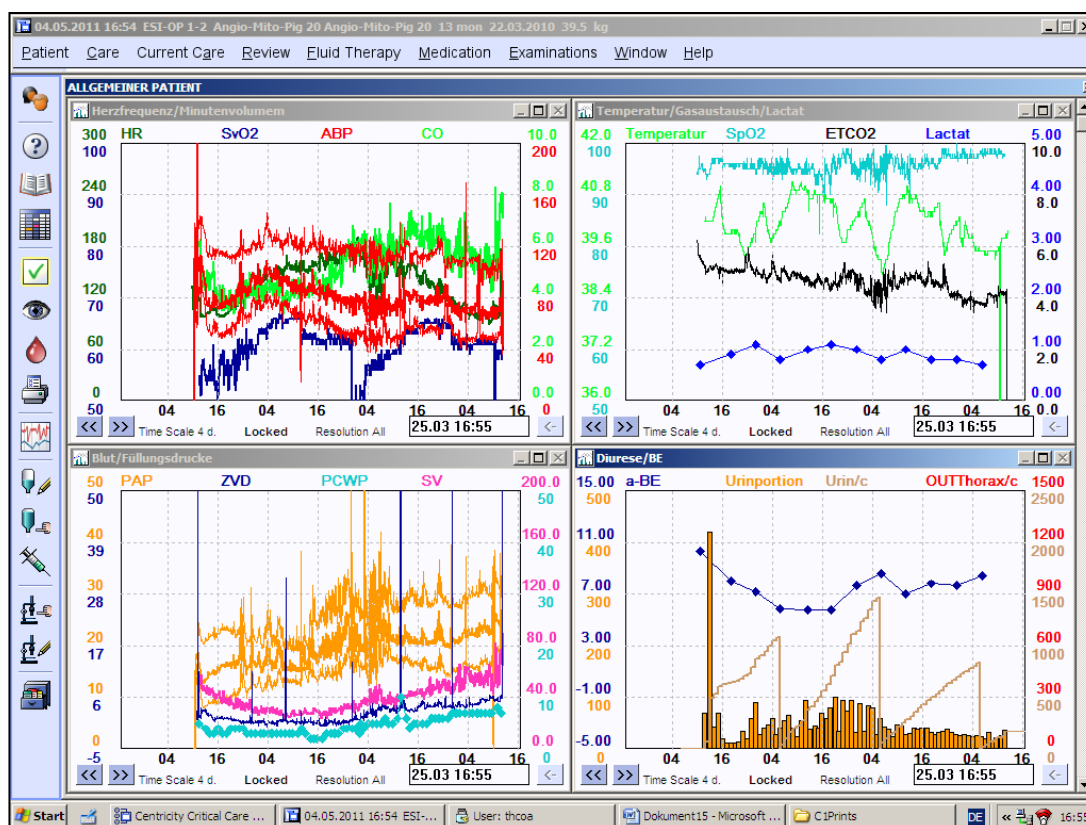 04.05.2011 16:54 ESI-OP 1-2 Angio-Mito-Pig 20 Angio-Mito-Pig 20 13 mon 22.03.2010 39.5 kg
Patient Care Current Care Review Fluid Therapy Medication Examinations Window Help
ALLGEMEINER PATIENT
Herzfrequenz/Minutenvolumem
300 HR SvO2 ABP CO 10.0
100 200
240 8.0
90 160
180 6.0
80 120
120 4.0
70 80
60 2.0
60 40
0 0.0
50 0
04 16 04 16 04 16 04 16
<< >> Time Scale 4 d. Locked Resolution All 25.03 16:55 <-
Temperatur/Gasaustausch/Lactat
42.0 Temperatur SpO2 ETCO2 Lactat 5.00
100 10.0
40.8 4.00
90 8.0
39.6 3.00
80 6.0
38.4 2.00
70 4.0
37.2 1.00
60 2.0
36.0 0.00
50 0.0
04 16 04 16 04 16 04 16
<< >> Time Scale 4 d. Locked Resolution All 25.03 16:55 <-
Blut/Füllungsdrucke
50 PAP ZVD PCWP SV 200.0
50 50
40 160.0
39 40
30 120.0
28 30
20 80.0
17 20
10 40.0
6 10
0 0.0
-5 0
04 16 04 16 04 16 04 16
<< >> Time Scale 4 d. Locked Resolution All 25.03 16:55 <-
Diurese/BE
15.00 a-BE Urinportion Urin/c OUTThorax/c 1500
500 2500
11.00 1200
400 2000
7.00 900
300 1500
3.00 600
200 1000
-1.00 300
100 500
-5.00 0
0 0
04 16 04 16 04 16 04 16
<< >> Time Scale 4 d. Locked Resolution All 25.03 16:55 <-
Start Centricity Critical Care ... 04.05.2011 16:54 ESI-... User: thcoa Dokument15 - Microsoft ... C1Prints DE «